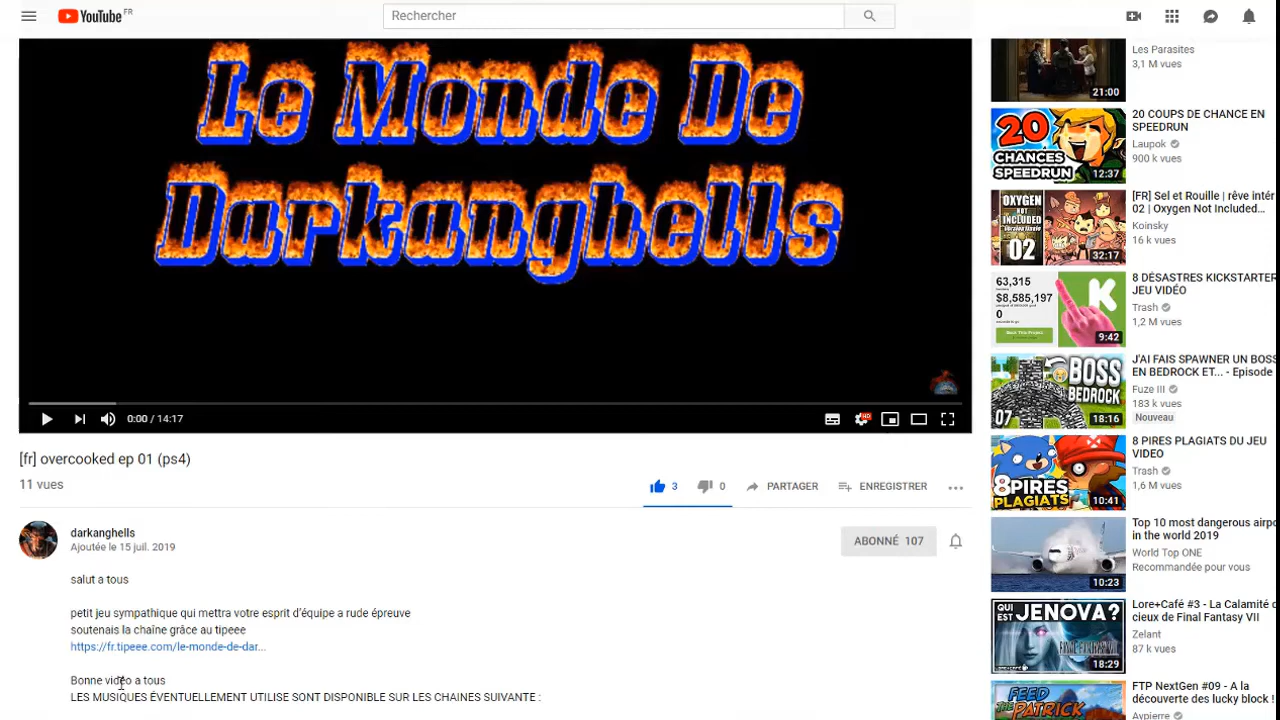 YouTube FR
Rechercher
Le Monde De
Darkanghells
0:00 / 14:17
HD
[fr] overcooked ep 01 (ps4)
11 vues
3
0
PARTAGER
ENREGISTRER
darkanghells
Ajoutée le 15 juil. 2019
ABONNÉ 107
salut a tous
petit jeu sympathique qui mettra votre esprit d'équipe a rude épreuve
soutenais la chaîne grâce au tipeee
https://fr.tipeee.com/le-monde-de-dar...
Bonne vidéo a tous
LES MUSIQUES ÉVENTUELLEMENT UTILISE SONT DISPONIBLE SUR LES CHAINES SUIVANTE :
Les Parasites
3,1 M vues
21:00
20
CHANCES
SPEEDRUN
12:37
20 COUPS DE CHANCE EN
SPEEDRUN
Laupok
900 k vues
OXYGEN
NOT
INCLUDED
02
32:17
[FR] Sel et Rouille | rêve intér
02 | Oxygen Not Included...
Koinsky
16 k vues
63,315
$8,585,197
0
K
9:42
8 DÉSASTRES KICKSTARTER
JEU VIDÉO
Trash
1,2 M vues
BOSS
BEDROCK
07
18:16
J'AI FAIS SPAWNER UN BOSS
EN BEDROCK ET... - Episode
Fuze III
183 k vues
Nouveau
8 PIRES
PLAGIATS
10:41
8 PIRES PLAGIATS DU JEU
VIDEO
Trash
1,6 M vues
10:23
Top 10 most dangerous airpo
in the world 2019
World Top ONE
Recommandée pour vous
QUI
EST JENOVA?
FINAL FANTASY VII
18:29
Lore+Café #3 - La Calamité c
cieux de Final Fantasy VII
Zelant
87 k vues
FEED
THE
PATRICK
FTP NextGen #09 - A la
découverte des lucky block !
Aypierre